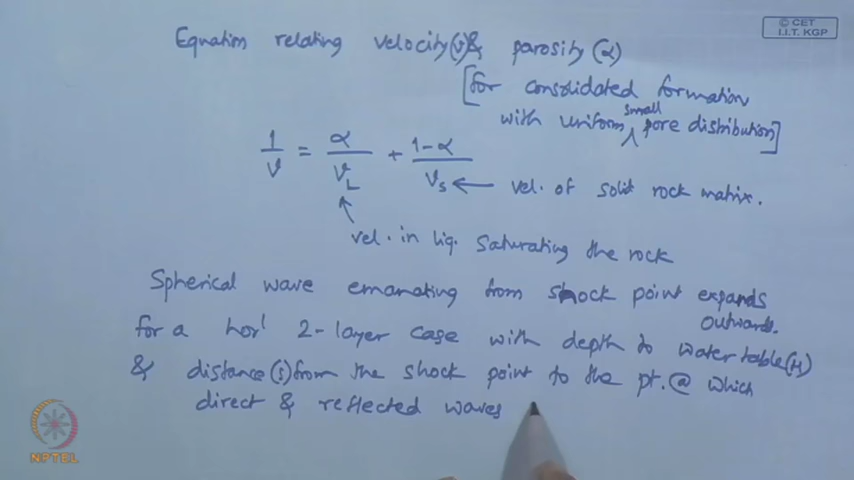 © CET
I.I.T. KGP
Equation relating velocity(v)& parosity (α)
[for consolidated formation
with uniform small pore distribution]
1/v = α/v_L + 1-α/v_s ← vel. of solid rock matrix.
vel. in liq. saturating the rock
Spherical wave emanating from shock point expands
outwards.
for a horl 2-layer case with depth to water table(H)
& distance(s) from the shock point to the pt. @ which
direct & reflected waves
NPTEL